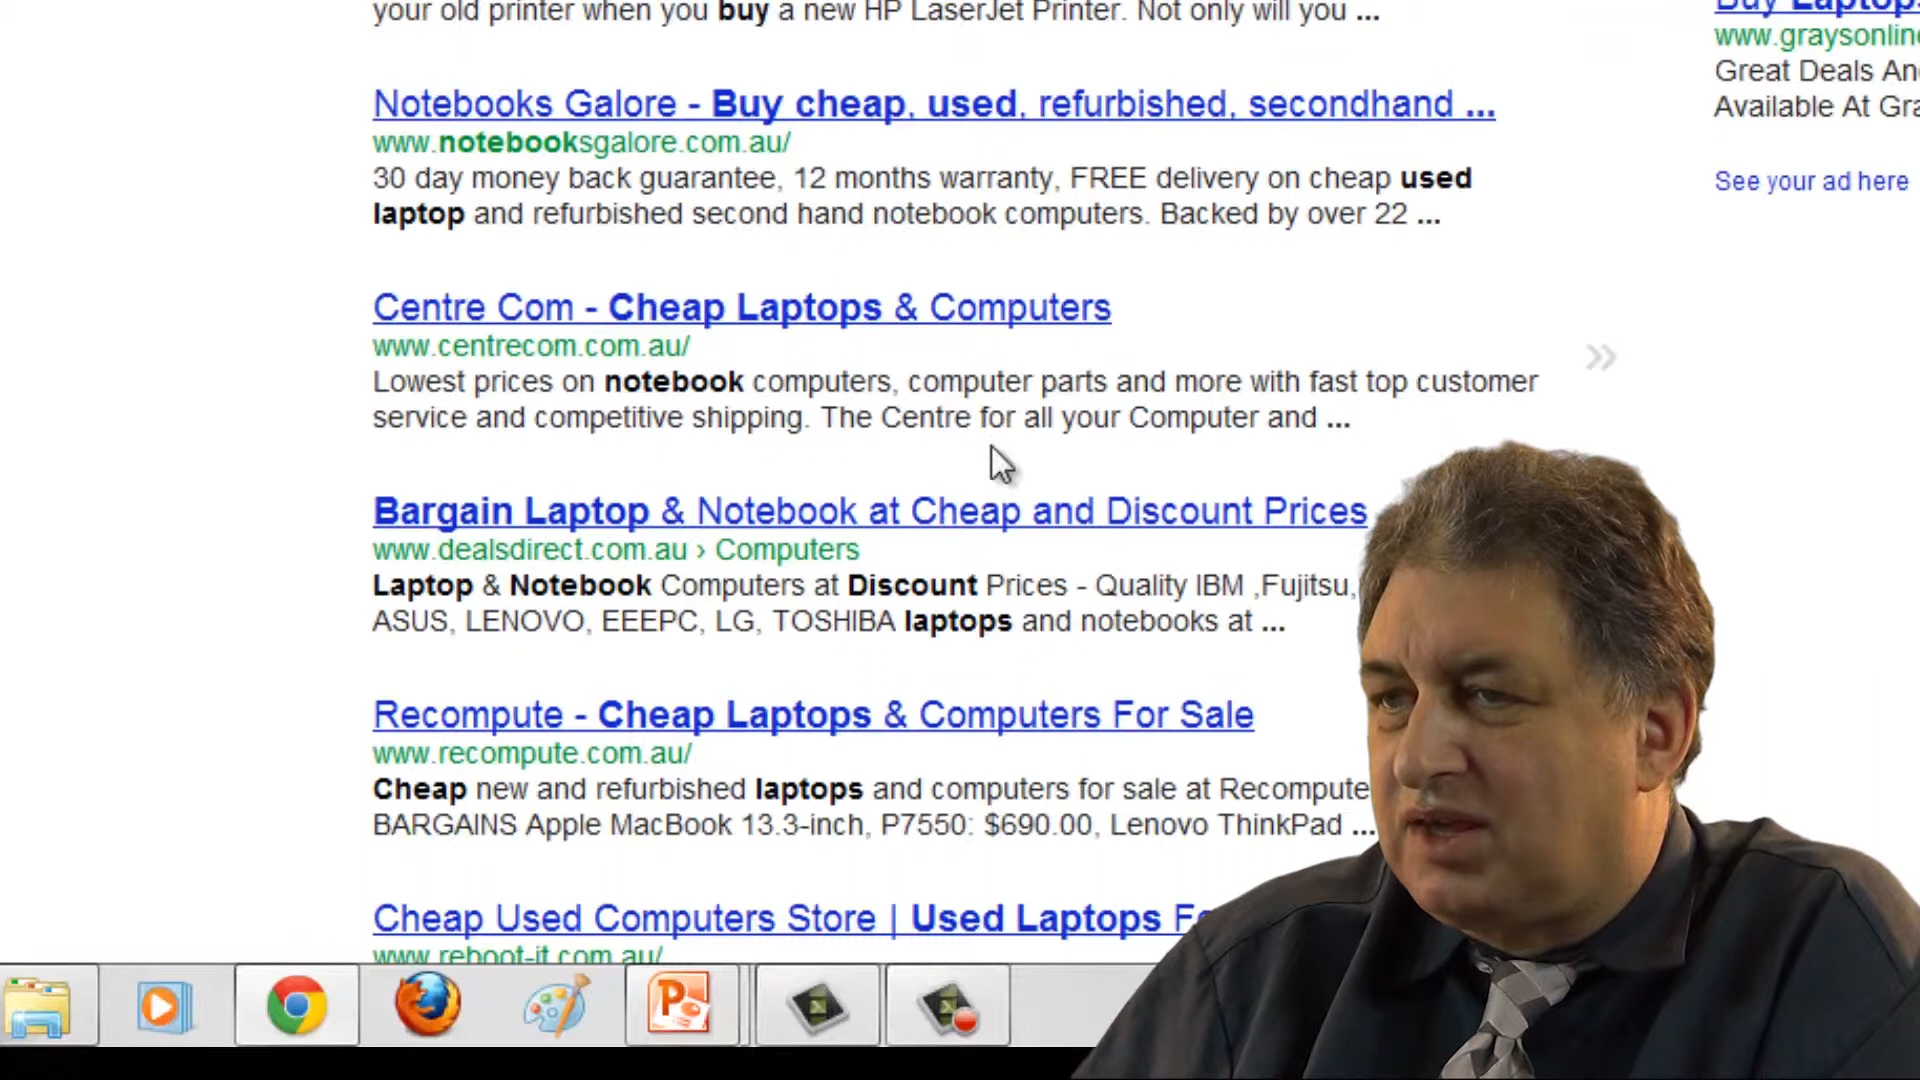 your old printer when you buy a new HP LaserJet Printer. Not only will you ...
Notebooks Galore - Buy cheap, used, refurbished, secondhand ...
www.notebooksgalore.com.au/
30 day money back guarantee, 12 months warranty, FREE delivery on cheap used
laptop and refurbished second hand notebook computers. Backed by over 22 ...
Centre Com - Cheap Laptops & Computers
www.centrecom.com.au/
Lowest prices on notebook computers, computer parts and more with fast top customer
service and competitive shipping. The Centre for all your Computer and ...
Bargain Laptop & Notebook at Cheap and Discount Prices
www.dealsdirect.com.au › Computers
Laptop & Notebook Computers at Discount Prices - Quality IBM ,Fujitsu,
ASUS, LENOVO, EEEPC, LG, TOSHIBA laptops and notebooks at ...
Recompute - Cheap Laptops & Computers For Sale
www.recompute.com.au/
Cheap new and refurbished laptops and computers for sale at Recompute
BARGAINS Apple MacBook 13.3-inch, P7550: $690.00, Lenovo ThinkPad ...
Cheap Used Computers Store | Used Laptops
www.reboot-it.com.au/
Buy Laptops
www.graysonline
Great Deals
Available At
See your ad here